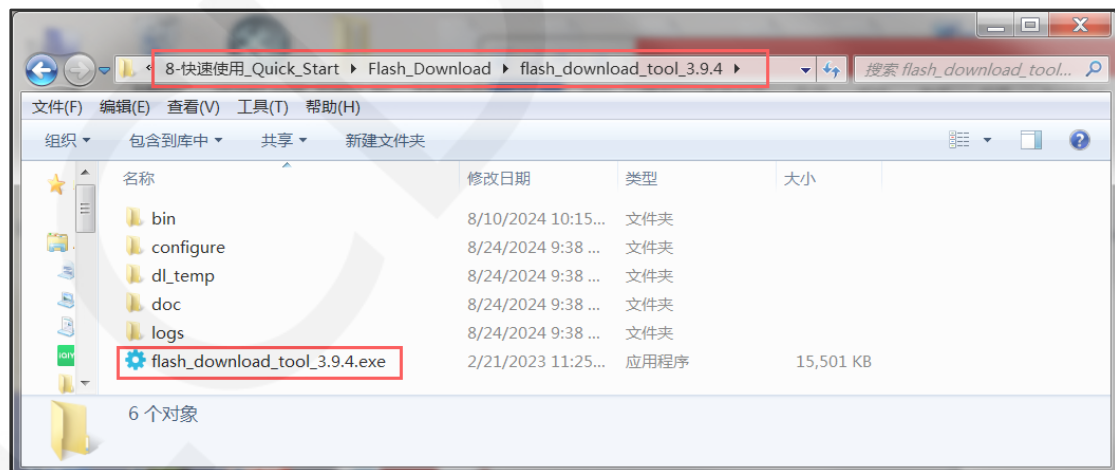 8-快速使用_Quick_Start ▸ Flash_Download ▸ flash_download_tool_3.9.4 ▸
搜索 flash_download_tool...
文件(F) 编辑(E) 查看(V) 工具(T) 帮助(H)
组织 包含到库中 共享 新建文件夹
名称 修改日期 类型 大小
bin 8/10/2024 10:15... 文件夹
configure 8/24/2024 9:38 ... 文件夹
dl_temp 8/24/2024 9:38 ... 文件夹
doc 8/24/2024 9:38 ... 文件夹
logs 8/24/2024 9:38 ... 文件夹
flash_download_tool_3.9.4.exe 2/21/2023 11:25... 应用程序 15,501 KB
6 个对象